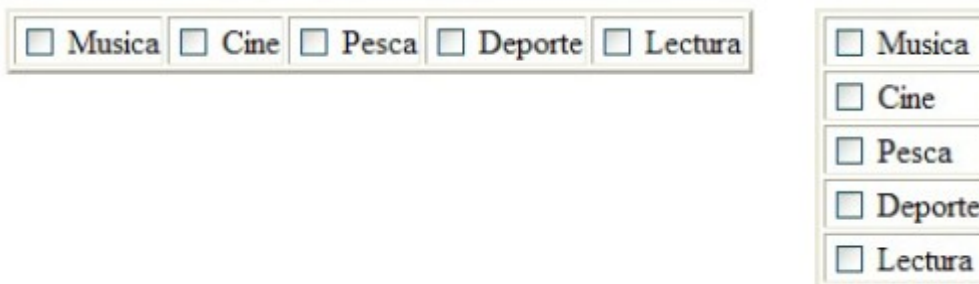 Musica Cine Pesca Deporte Lectura
Musica
Cine
Pesca
Deporte
Lectura